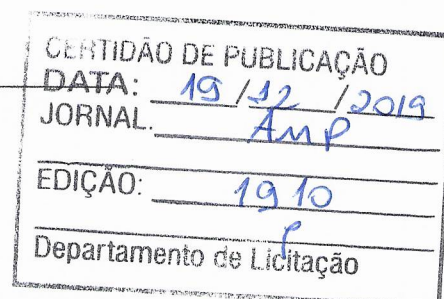 CERTIDÃO DE PUBLICAÇÃO
DATA: 19/12/2019
JORNAL. AMP
EDIÇÃO: 1910
Departamento de Licitação